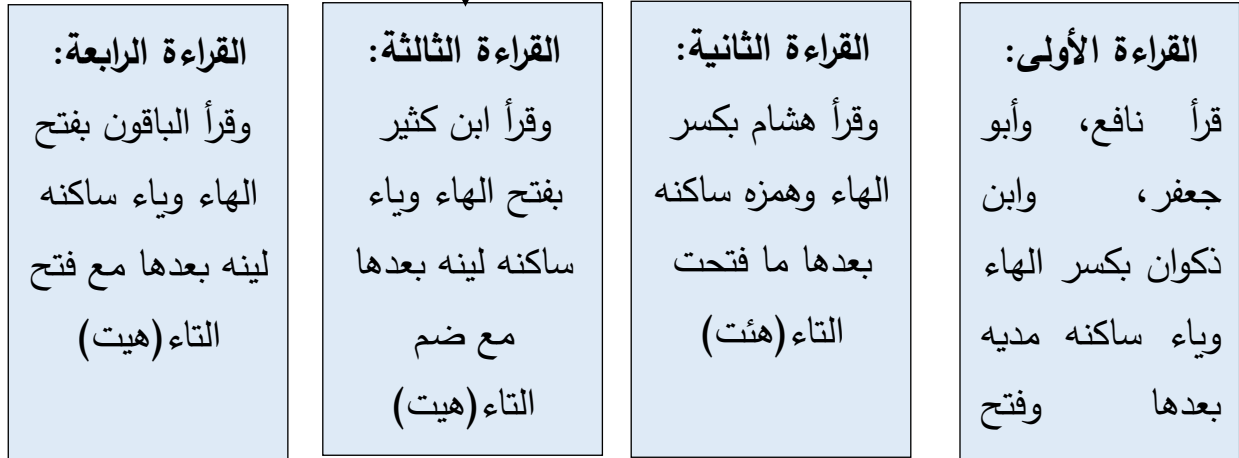 القراءة الأولى:
قرأ نافع، وأبو
جعفر، وابن
ذكوان بكسر الهاء
وياء ساكنه مديه
بعدها وفتح
القراءة الثانية:
وقرأ هشام بكسر
الهاء وهمزه ساكنه
بعدها ما فتحت
التاء(هئت)
القراءة الثالثة:
وقرأ ابن كثير
بفتح الهاء وياء
ساكنه لينه بعدها
مع ضم
التاء(هيت)
القراءة الرابعة:
وقرأ الباقون بفتح
الهاء وياء ساكنه
لينه بعدها مع فتح
التاء(هيت)